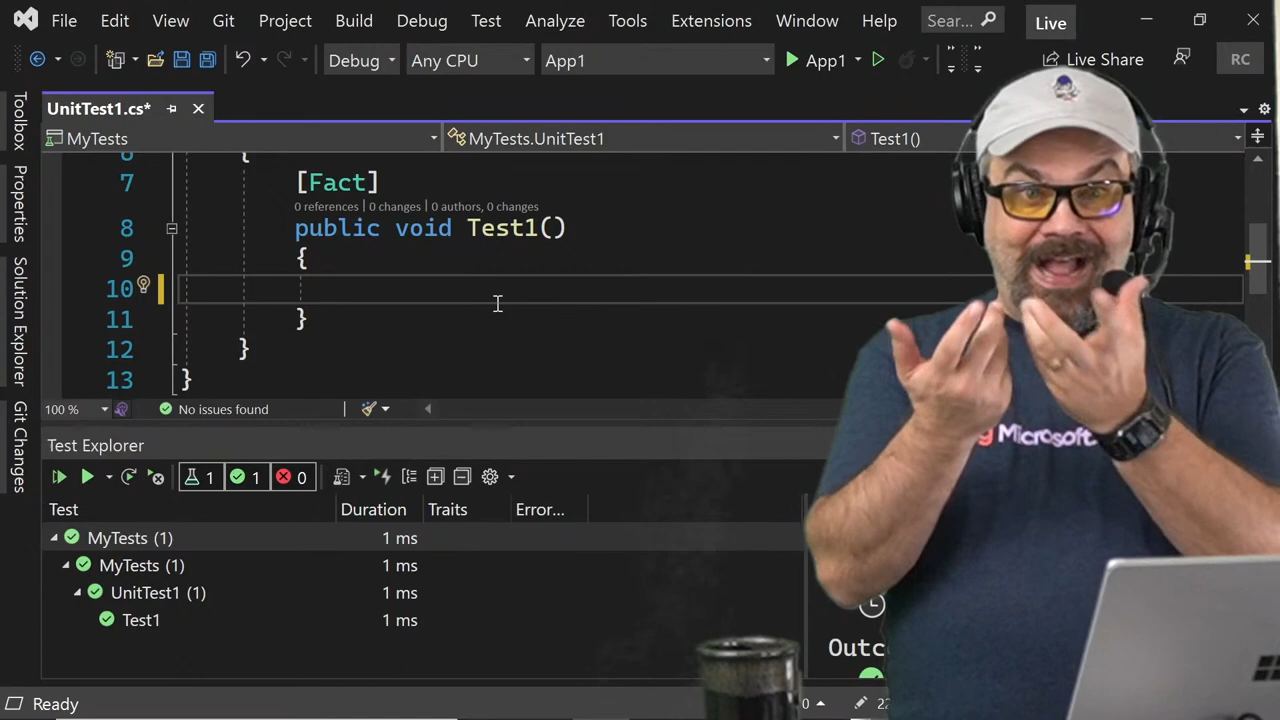 File Edit View Git Project Build Debug Test Analyze Tools Extensions Window Help Sear... Live
Debug Any CPU App1 App1 Live Share RC
UnitTest1.cs*
MyTests MyTests.UnitTest1 Test1()
Toolbox
Properties
Solution Explorer
Git Changes
6 {
7 [Fact]
0 references | 0 changes | 0 authors, 0 changes
8 public void Test1()
9 {
10
11 }
12 }
13 }
100 % No issues found
Microsoft
Test Explorer
1 1 0
Test Duration Traits Error...
MyTests (1) 1 ms
MyTests (1) 1 ms
UnitTest1 (1) 1 ms
Test1 1 ms
Ready